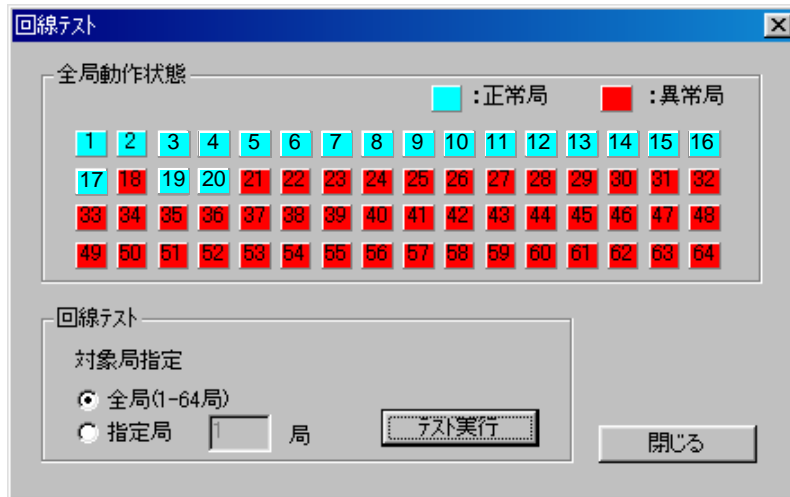 回線テスト
全局動作状態
:正常局 :異常局
1 2 3 4 5 6 7 8 9 10 11 12 13 14 15 16
17 18 19 20 21 22 23 24 25 26 27 28 29 30 31 32
33 34 35 36 37 38 39 40 41 42 43 44 45 46 47 48
49 50 51 52 53 54 55 56 57 58 59 60 61 62 63 64
回線テスト
対象局指定
全局(1-64局)
指定局 1 局
テスト実行
閉じる